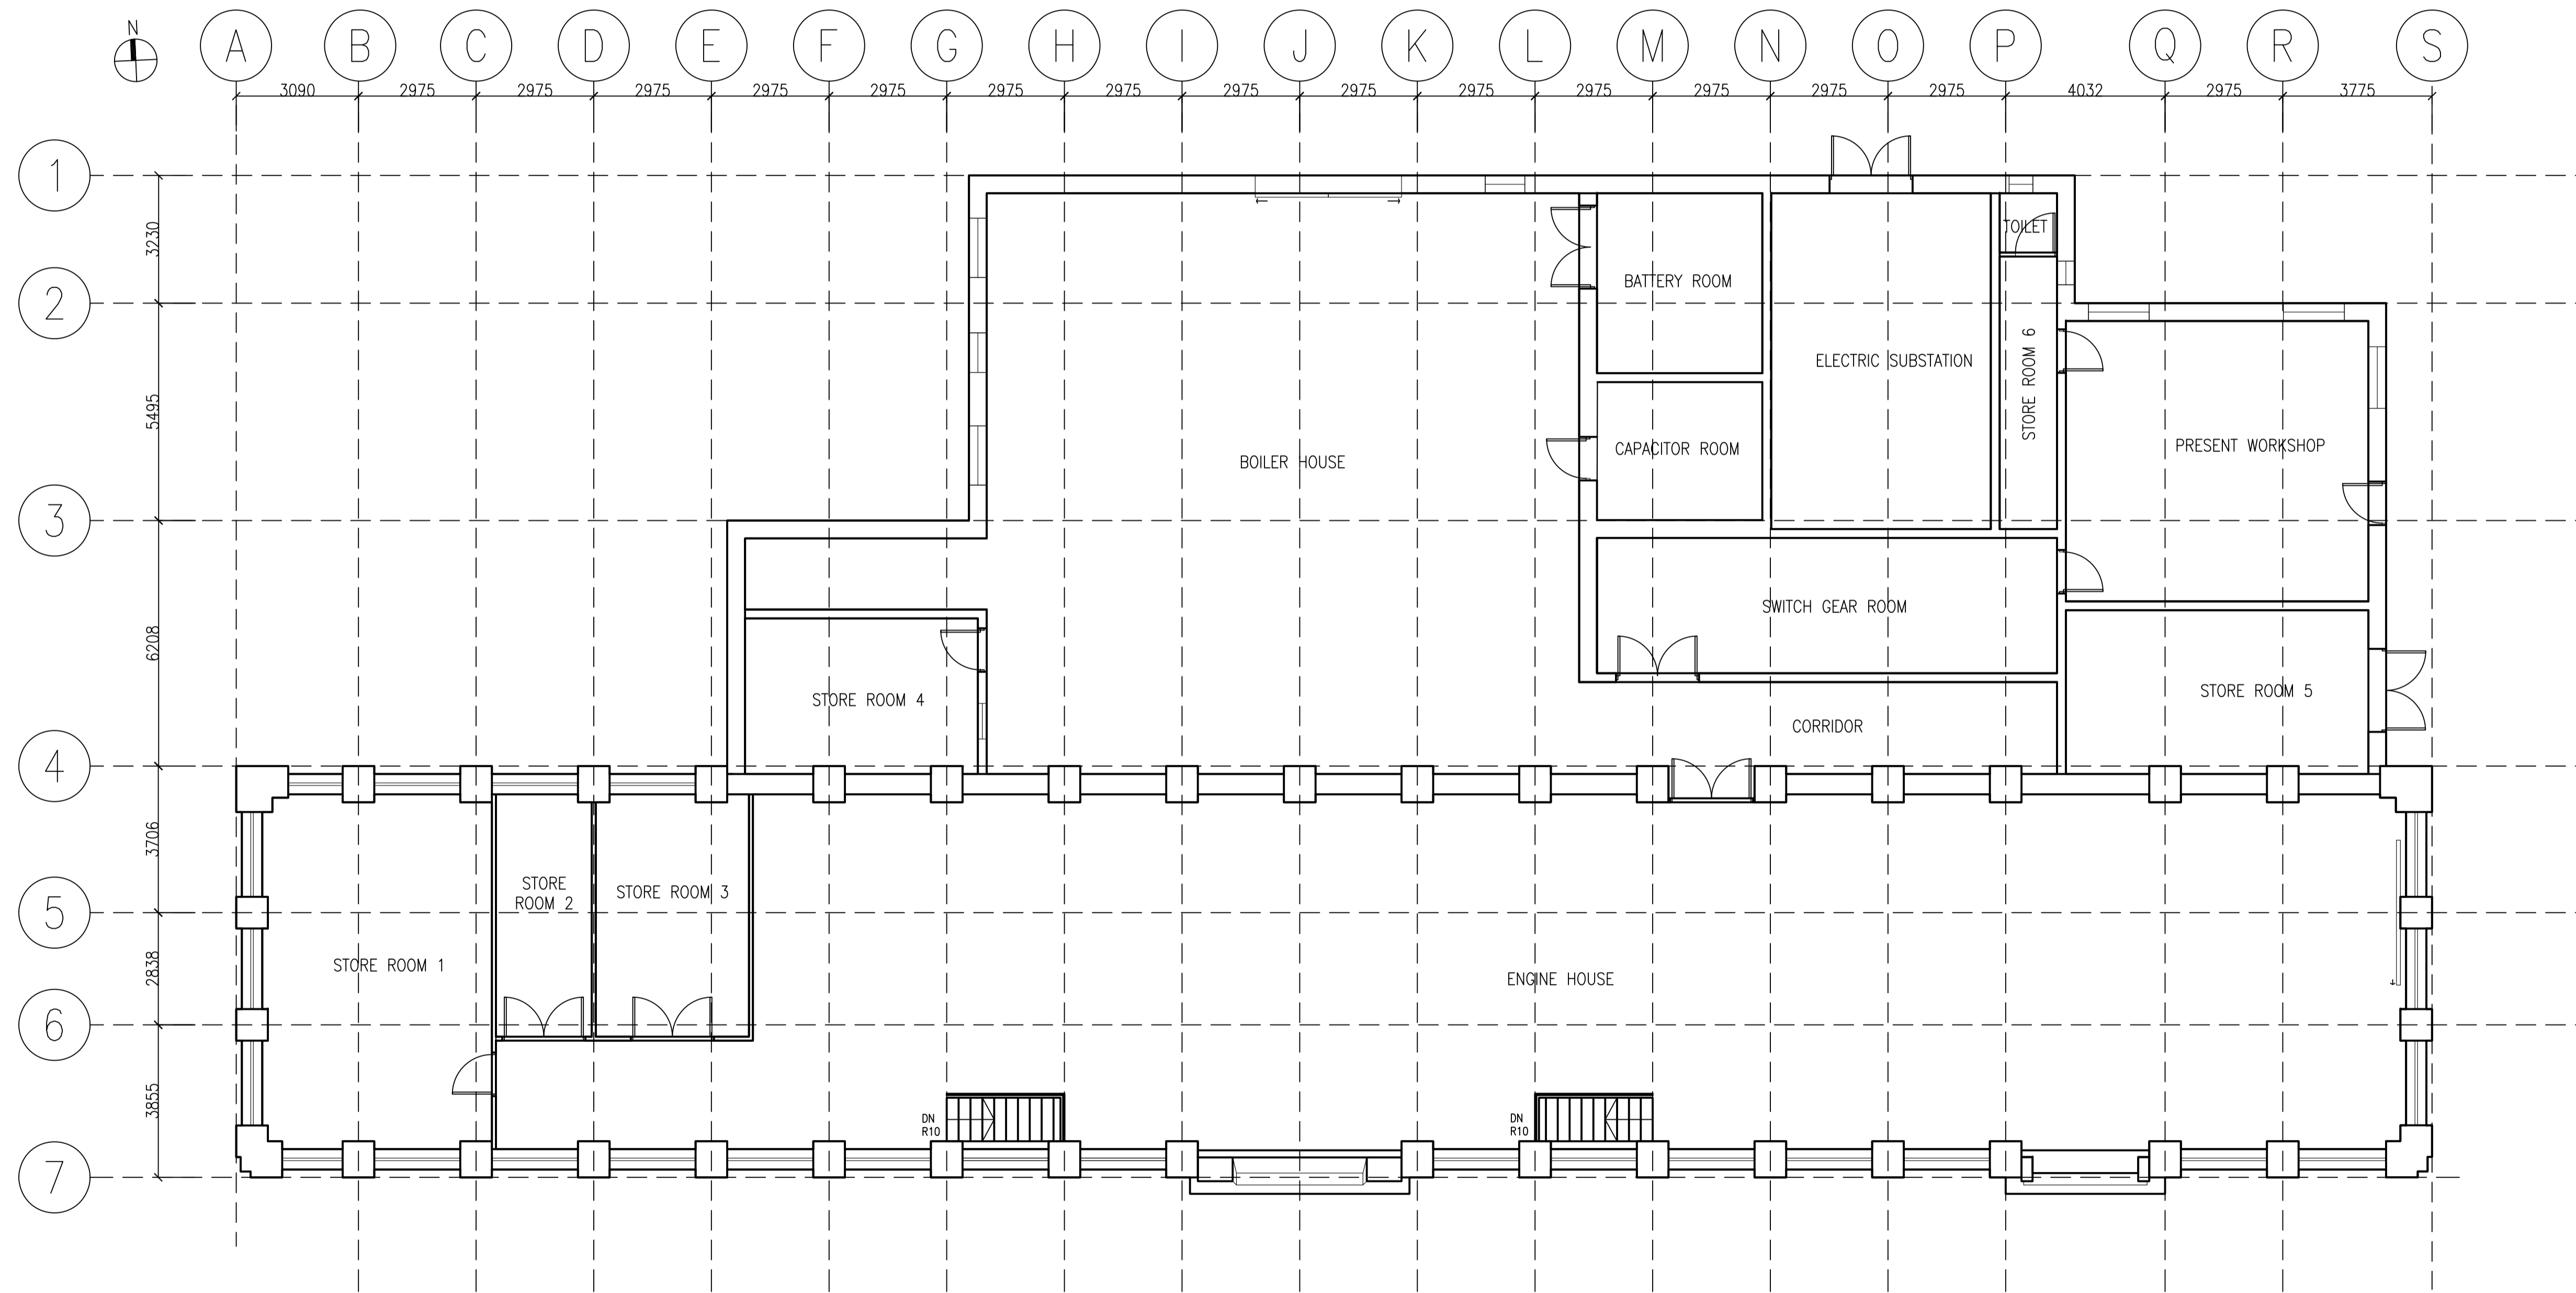 N
A B C D E F G H I J K L M N O P Q R S
3090 2975 2975 2975 2975 2975 2975 2975 2975 2975 2975 2975 2975 2975 2975 4032 2975 3775
1
3230
TOILET
BATTERY ROOM
2
STORE ROOM 6
ELECTRIC SUBSTATION
5495
PRESENT WORKSHOP
CAPACITOR ROOM
BOILER HOUSE
3
SWITCH GEAR ROOM
6208
STORE ROOM 5
STORE ROOM 4
CORRIDOR
4
3706
STORE
ROOM 2
STORE ROOM 3
5
STORE ROOM 1
2838
ENGINE HOUSE
6
3855
DN
R10
DN
R10
7